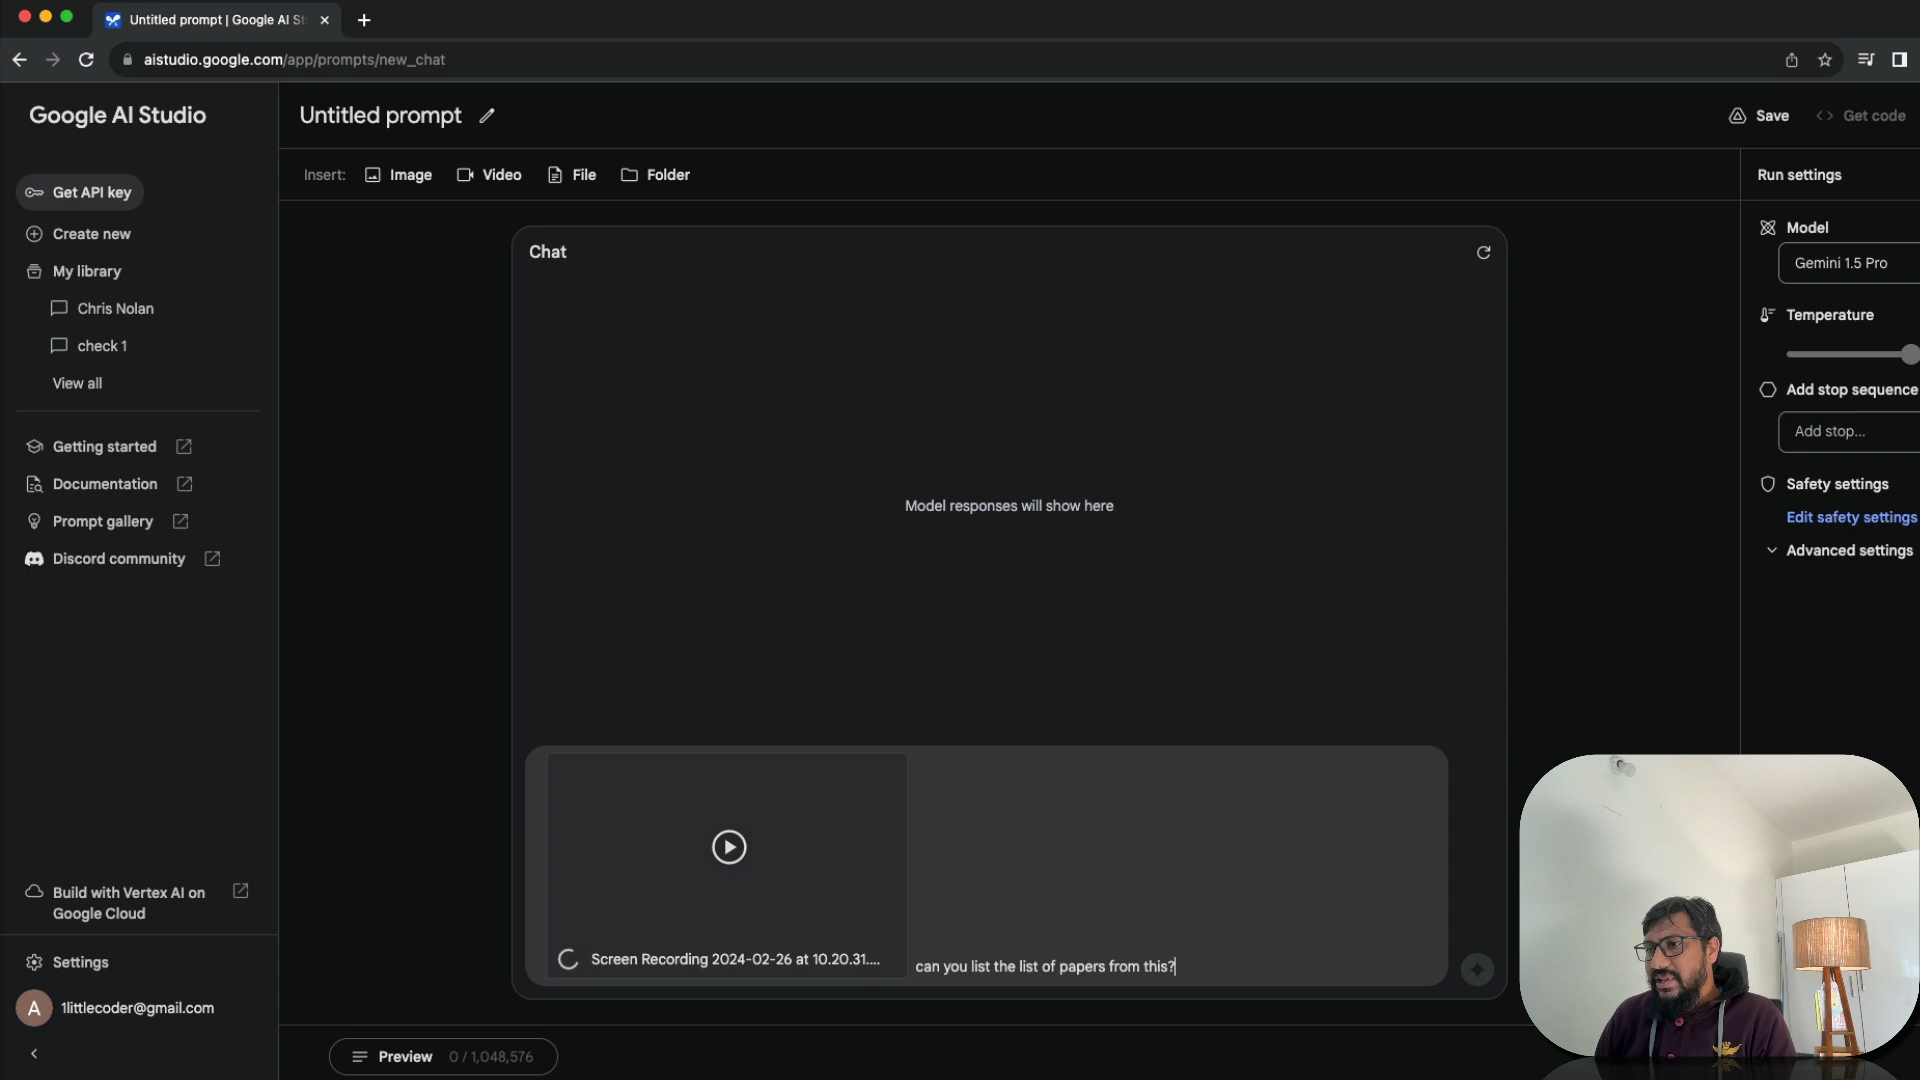 Untitled prompt | Google AI St
aistudio.google.com/app/prompts/new_chat
Google AI Studio
Untitled prompt
Save
Get code
Insert:
Image
Video
File
Folder
Run settings
Get API key
Create new
My library
Chris Nolan
check 1
View all
Getting started
Documentation
Prompt gallery
Discord community
Build with Vertex AI on
Google Cloud
Settings
A
1littlecoder@gmail.com
Chat
Model responses will show here
Screen Recording 2024-02-26 at 10.20.31....
can you list the list of papers from this?
Preview
0 / 1,048,576
Model
Gemini 1.5 Pro
Temperature
Add stop sequence
Add stop...
Safety settings
Edit safety settings
Advanced settings